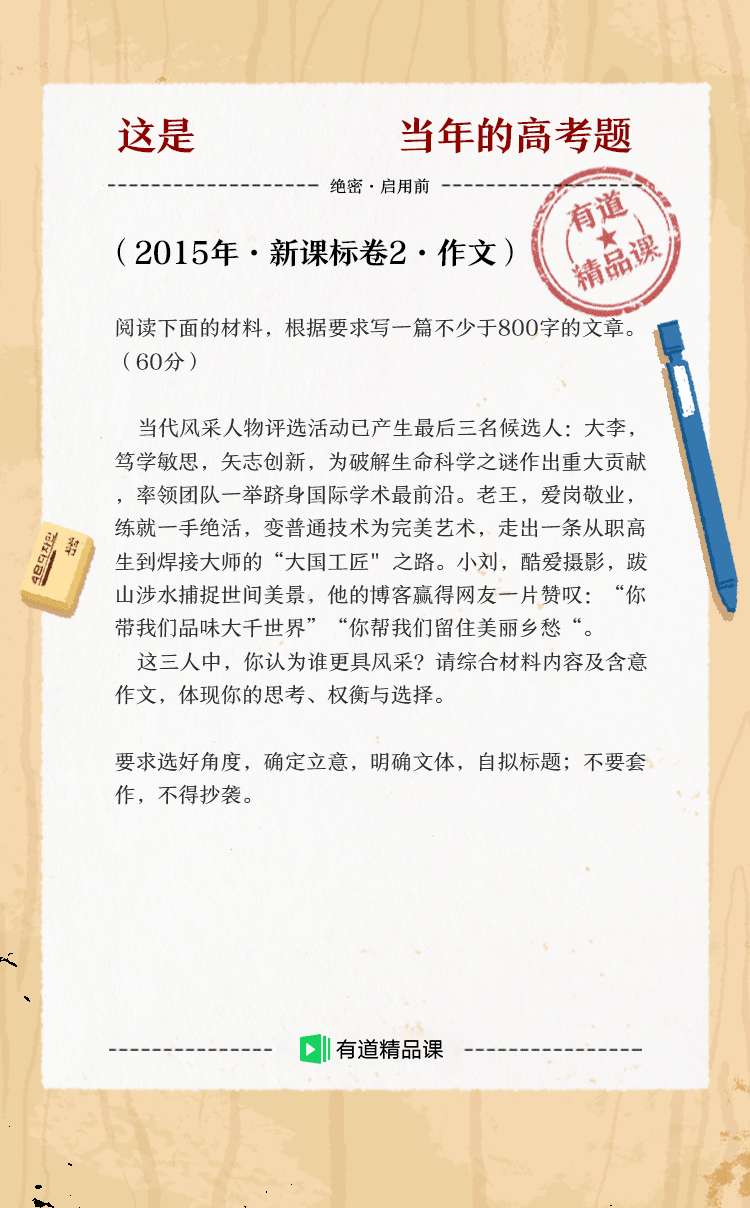 这是 当年的高考题
绝密·启用前
有道
精品课
（2015年·新课标卷2·作文）
阅读下面的材料，根据要求写一篇不少于800字的文章。
（60分）
当代风采人物评选活动已产生最后三名候选人：大李，
笃学敏思，矢志创新，为破解生命科学之谜作出重大贡献
，率领团队一举跻身国际学术最前沿。老王，爱岗敬业，
练就一手绝活，变普通技术为完美艺术，走出一条从职高
生到焊接大师的“大国工匠"之路。小刘，酷爱摄影，跋
山涉水捕捉世间美景，他的博客赢得网友一片赞叹：“你
带我们品味大千世界”“你帮我们留住美丽乡愁“。
这三人中，你认为谁更具风采？请综合材料内容及含意
作文，体现你的思考、权衡与选择。
要求选好角度，确定立意，明确文体，自拟标题；不要套
作，不得抄袭。
有道精品课